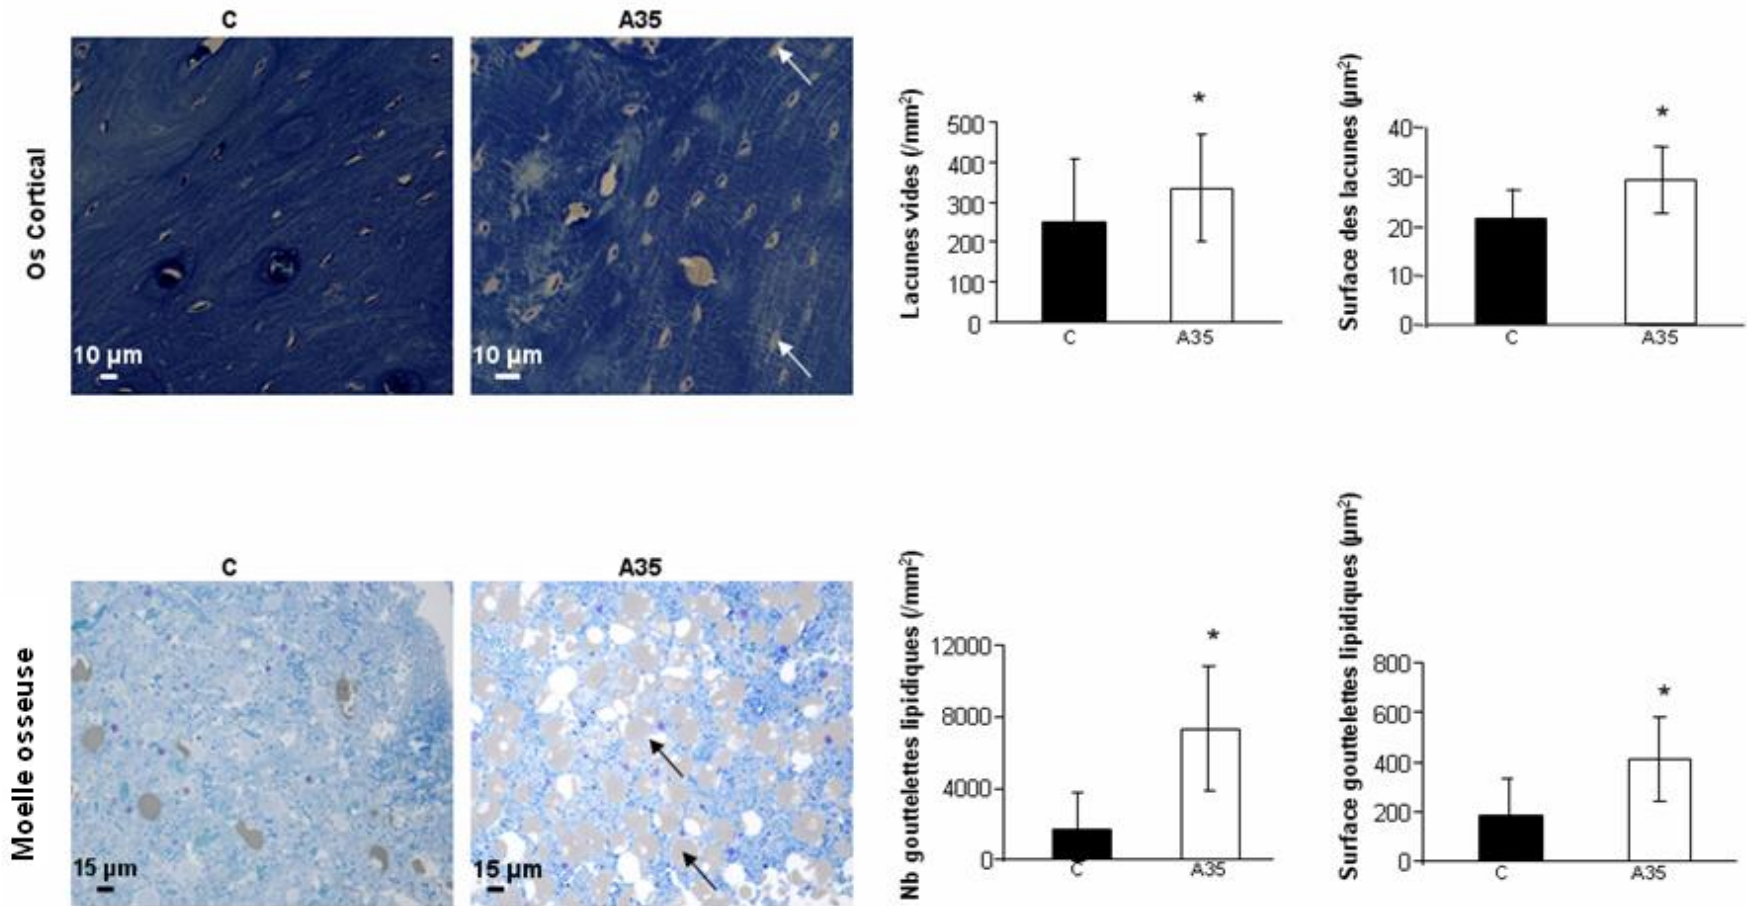 C
A35
Os Cortical
10 µm
10 µm
Lacunes vides (/mm²)
500
400
300
200
100
0
*
C
A35
Surface des lacunes (µm²)
40
30
20
10
0
*
C
A35
C
A35
Moelle osseuse
15 µm
15 µm
Nb gouttelettes lipidiques (/mm²)
12000
8000
4000
0
*
C
A35
Surface gouttelettes lipidiques (µm²)
800
600
400
200
0
*
C
A35